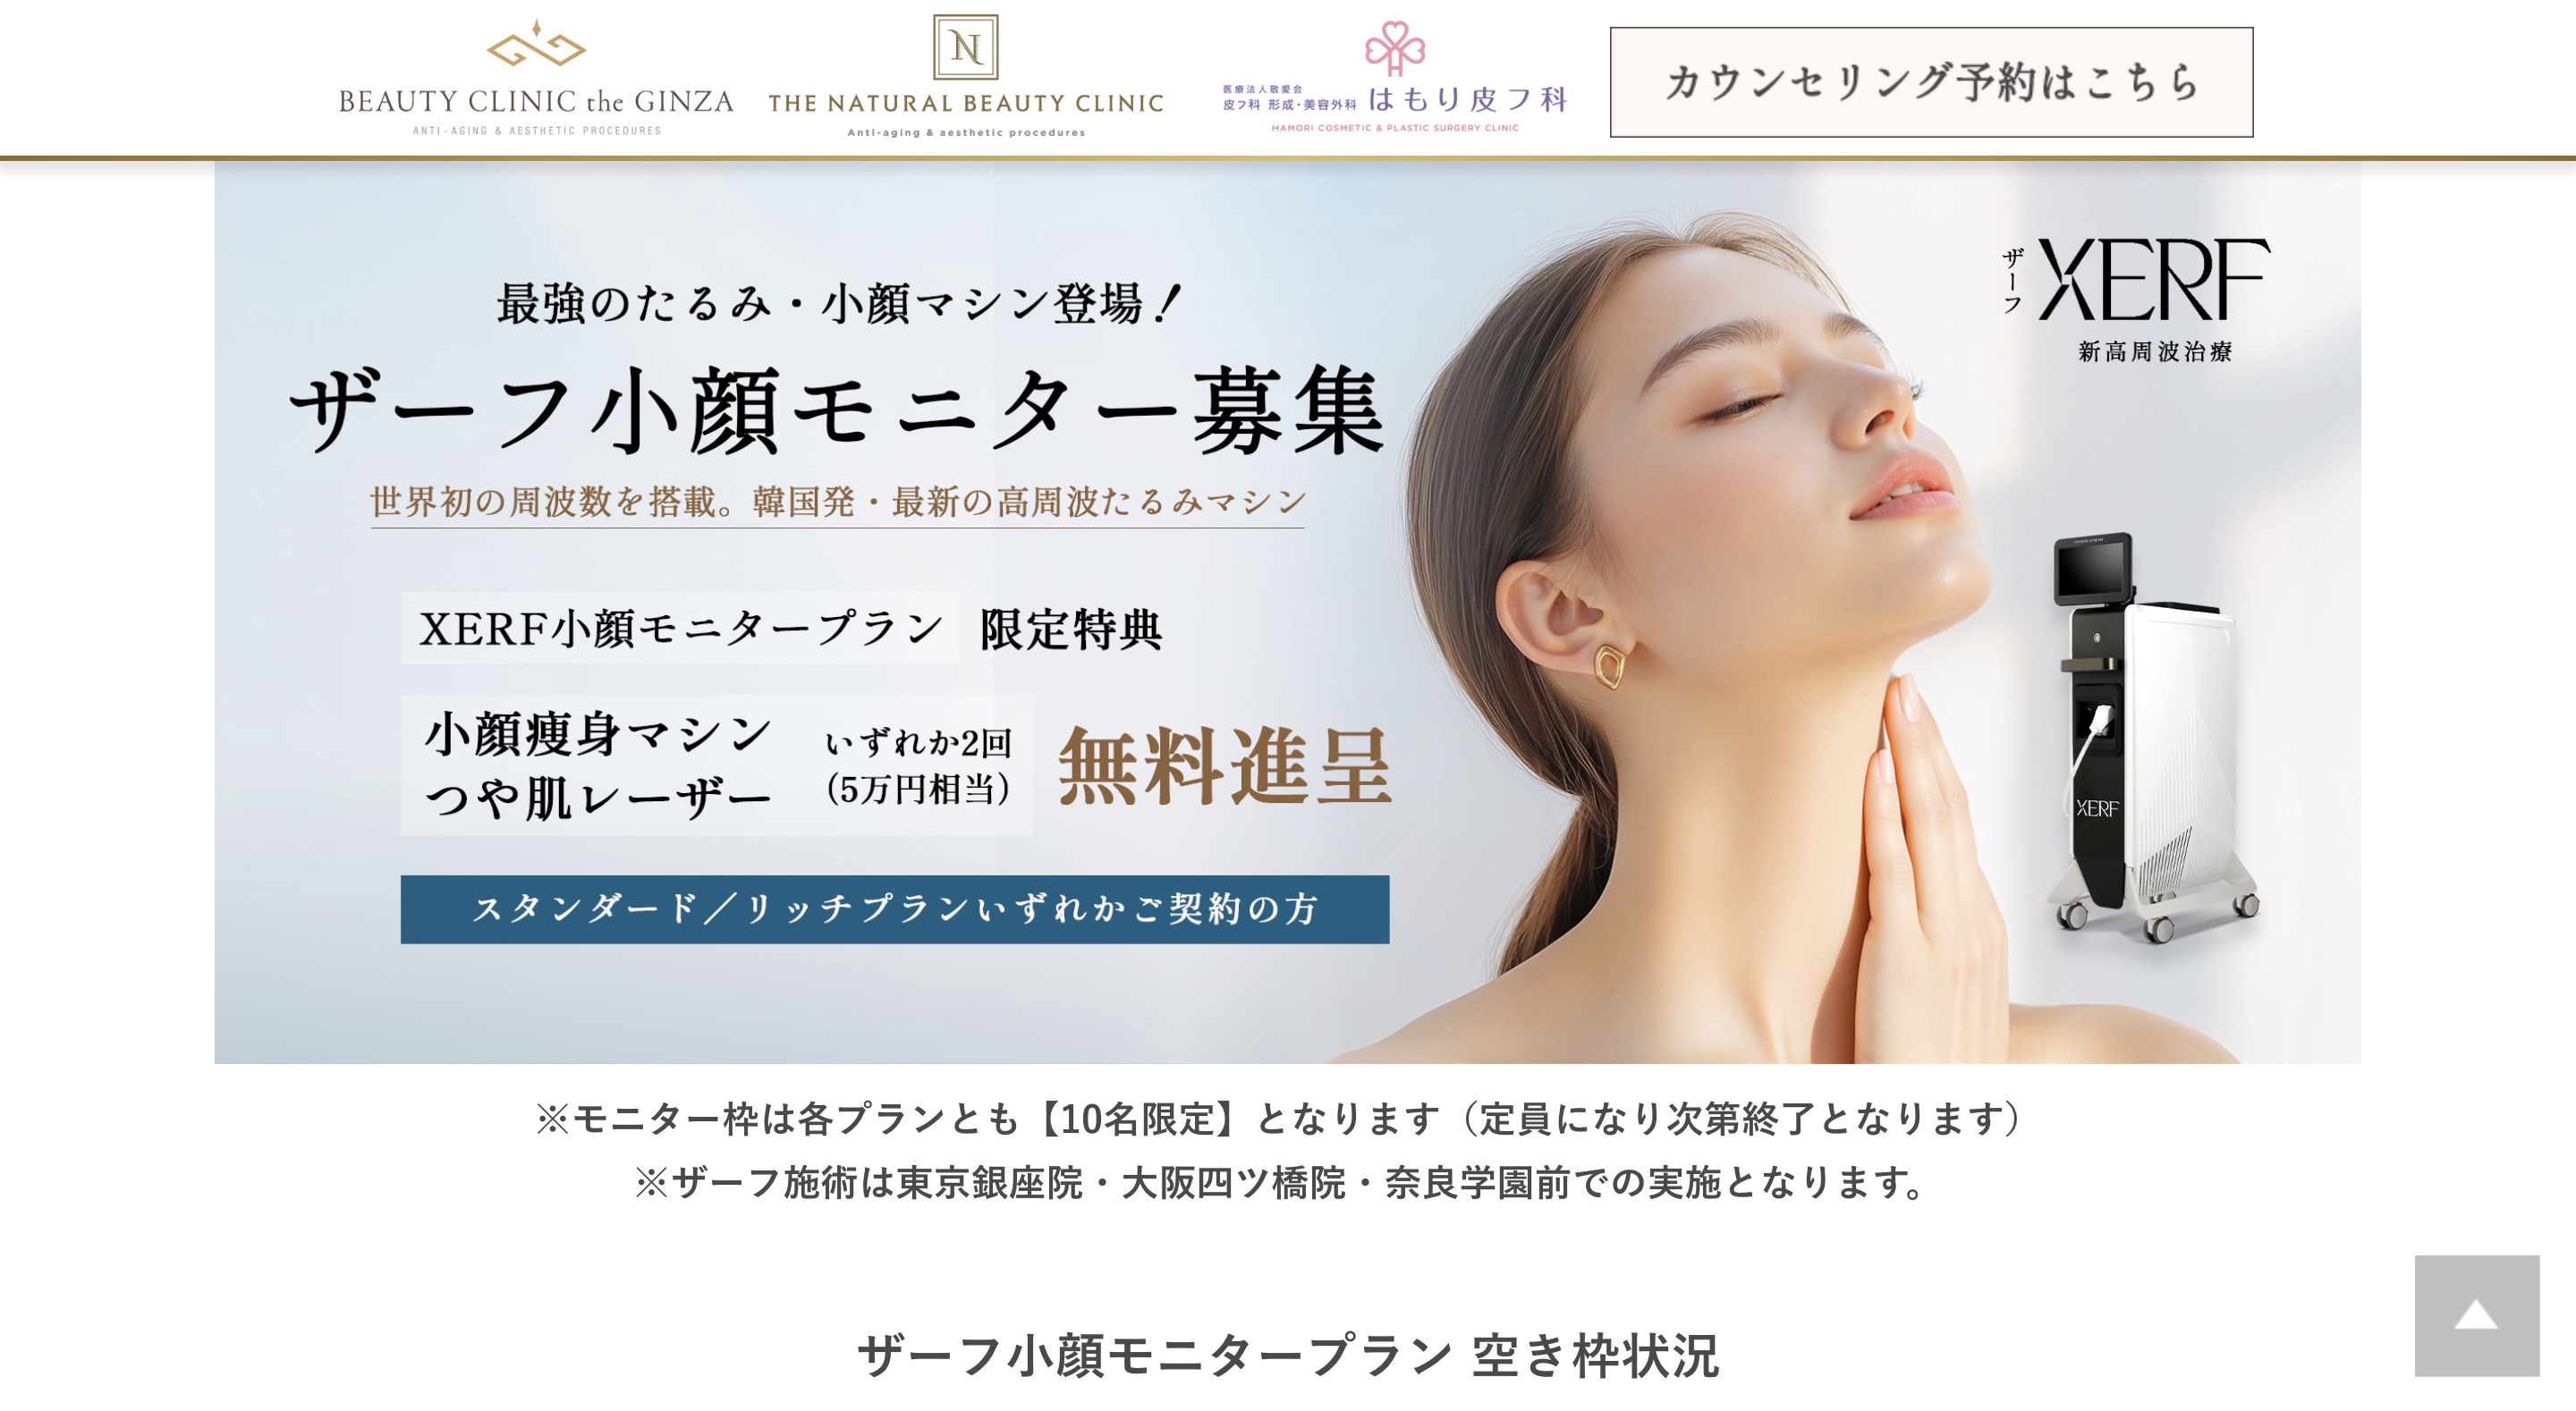 BEAUTY CLINIC the GINZA
ANTI-AGING & AESTHETIC PROCEDURES
N
THE NATURAL BEAUTY CLINIC
Anti-aging & aesthetic procedures
医療法人敬愛会
皮フ科 形成・美容外科 はもり皮フ科
HAMORI COSMETIC & PLASTIC SURGERY CLINIC
カウンセリング予約はこちら
最強のたるみ・小顔マシン登場！
ザーフ小顔モニター募集
世界初の周波数を搭載。韓国発・最新の高周波たるみマシン
XERF小顔モニタープラン 限定特典
小顔痩身マシン
つや肌レーザー
いずれか2回
（5万円相当）
無料進呈
スタンダード／リッチプランいずれかご契約の方
ザーフ
XERF
新高周波治療
XERF
※モニター枠は各プランとも【10名限定】となります（定員になり次第終了となります）
※ザーフ施術は東京銀座院・大阪四ツ橋院・奈良学園前での実施となります。
ザーフ小顔モニタープラン 空き枠状況